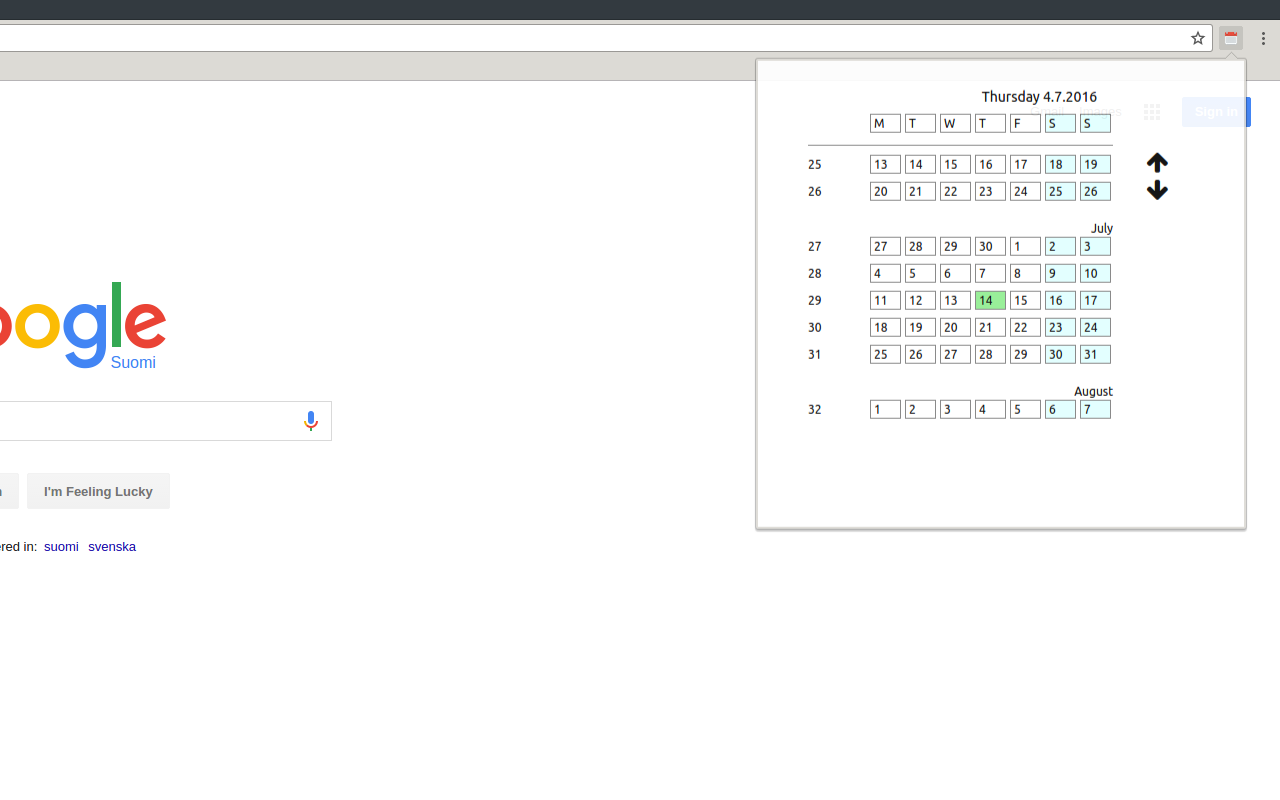 Thursday 4.7.2016
Images
Sign in
M T W T F S S
25 13 14 15 16 17 18 19
26 20 21 22 23 24 25 26
July
27 27 28 29 30 1 2 3
28 4 5 6 7 8 9 10
29 11 12 13 14 15 16 17
30 18 19 20 21 22 23 24
31 25 26 27 28 29 30 31
August
32 1 2 3 4 5 6 7
oogle
Suomi
I'm Feeling Lucky
ered in: suomi svenska